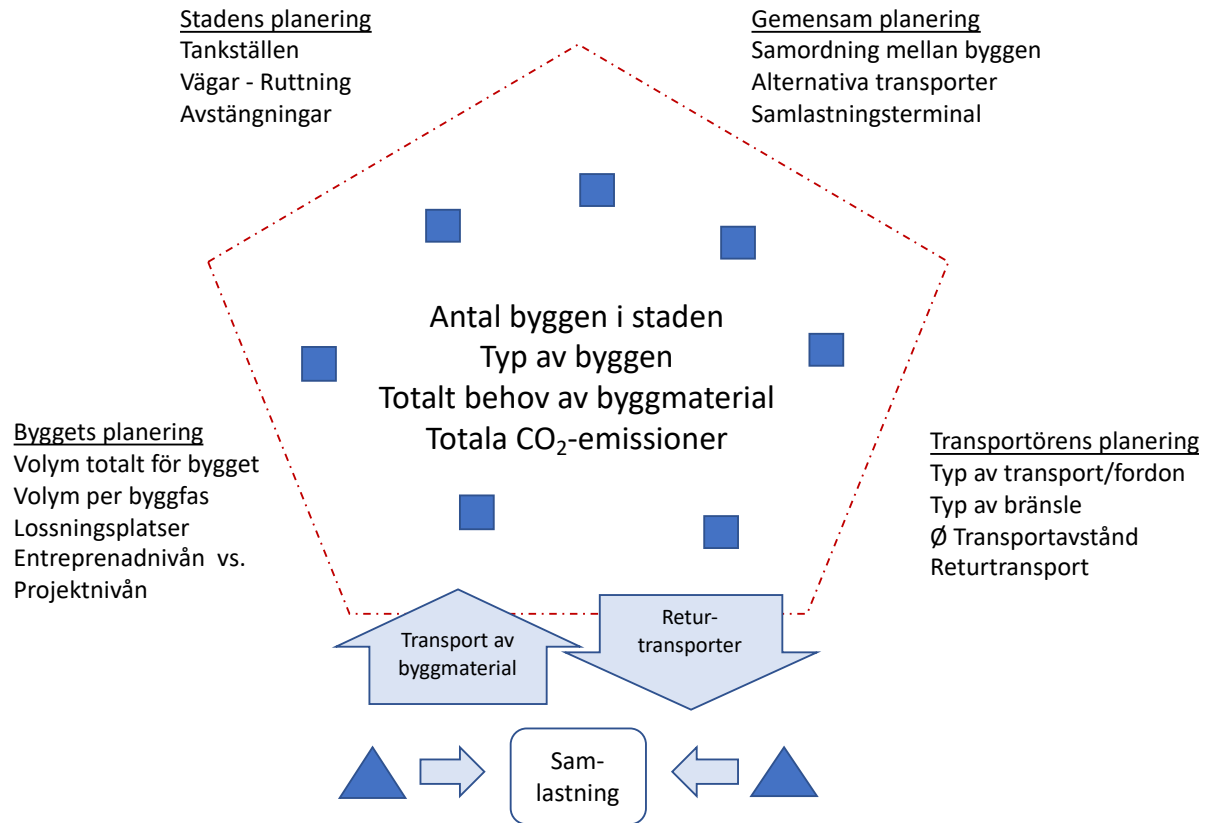 Stadens planering
Tankställen
Vägar - Ruttning
Avstängningar
Gemensam planering
Samordning mellan byggen
Alternativa transporter
Samlastningsterminal
Antal byggen i staden
Typ av byggen
Totalt behov av byggmaterial
Totala CO₂-emissioner
Byggets planering
Volym totalt för bygget
Volym per byggfas
Lossningsplatser
Entreprenadnivån vs.
Projektnivån
Transportörens planering
Typ av transport/fordon
Typ av bränsle
Ø Transportavstånd
Returtransport
Transport av
byggmaterial
Retur-
transporter
Sam-
lastning